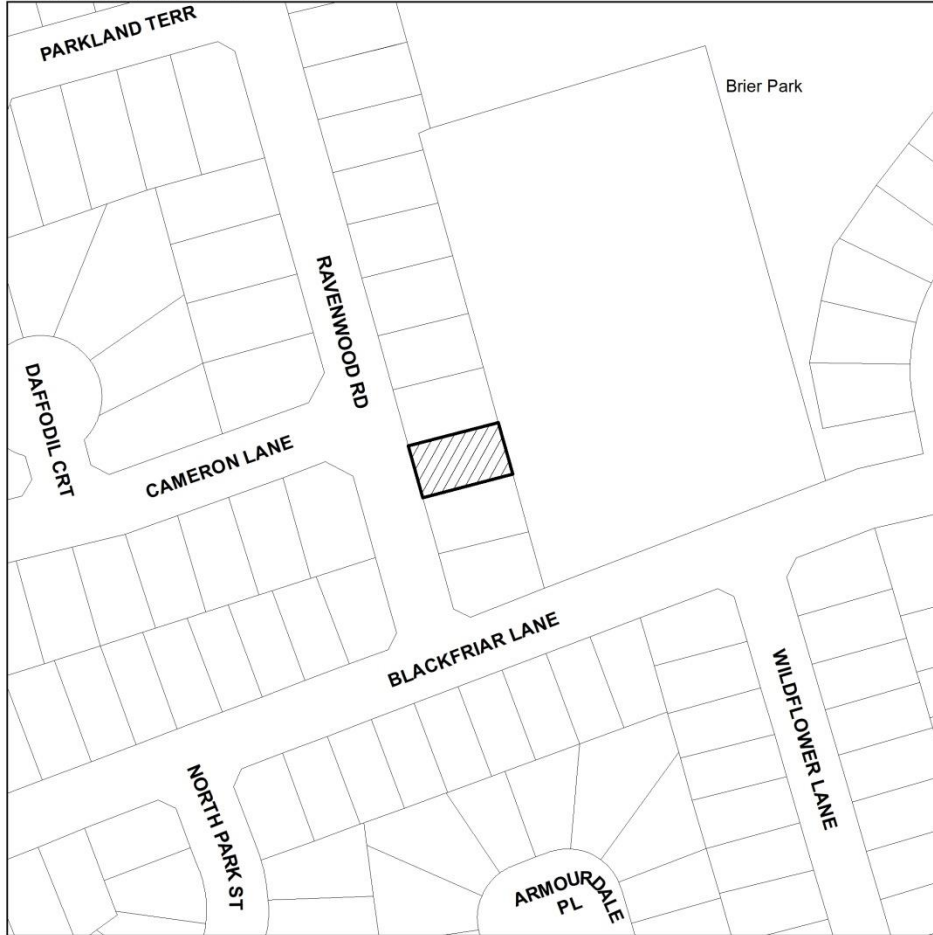 PARKLAND TERR
Brier Park
RAVENWOOD RD
DAFFODIL CRT
CAMERON LANE
BLACKFRIAR LANE
WILDFLOWER LANE
NORTH PARK ST
ARMOURDALE
PL